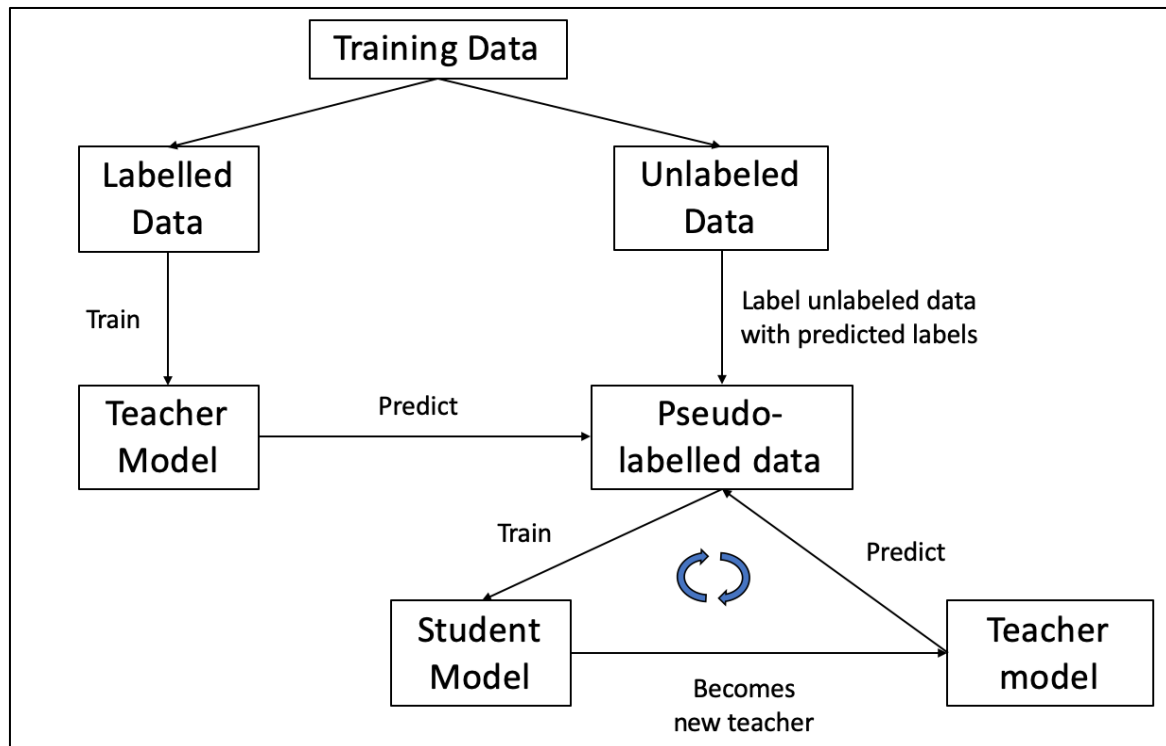 Training Data
Labelled
Data
Unlabeled
Data
Train
Label unlabeled data
with predicted labels
Teacher
Model
Predict
Pseudo-
labelled data
Train
Predict
Student
Model
Becomes
new teacher
Teacher
model